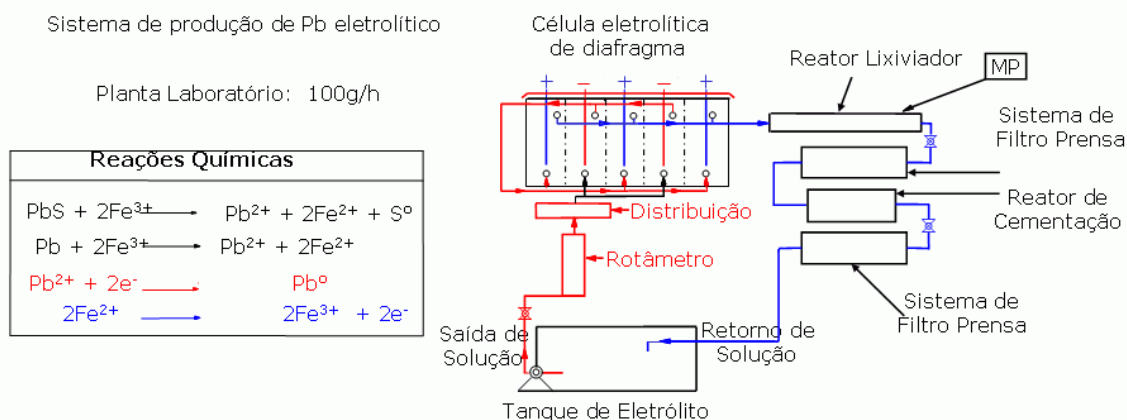 Sistema de produção de Pb eletrolítico
Planta Laboratório: 100g/h
Reações Químicas
PbS + 2Fe³⁺ → Pb²⁺ + 2Fe²⁺ + Sº
Pb + 2Fe³⁺ → Pb²⁺ + 2Fe²⁺
Pb²⁺ + 2e⁻ → Pbº
2Fe²⁺ → 2Fe³⁺ + 2e⁻
Célula eletrolítica
de diafragma
+ − + − +
Reator Lixiviador
MP
Sistema de
Filtro Prensa
Reator de
Cementação
Distribuição
Rotâmetro
Sistema de
Filtro Prensa
Saída de
Solução
Retorno de
Solução
Tanque de Eletrólito